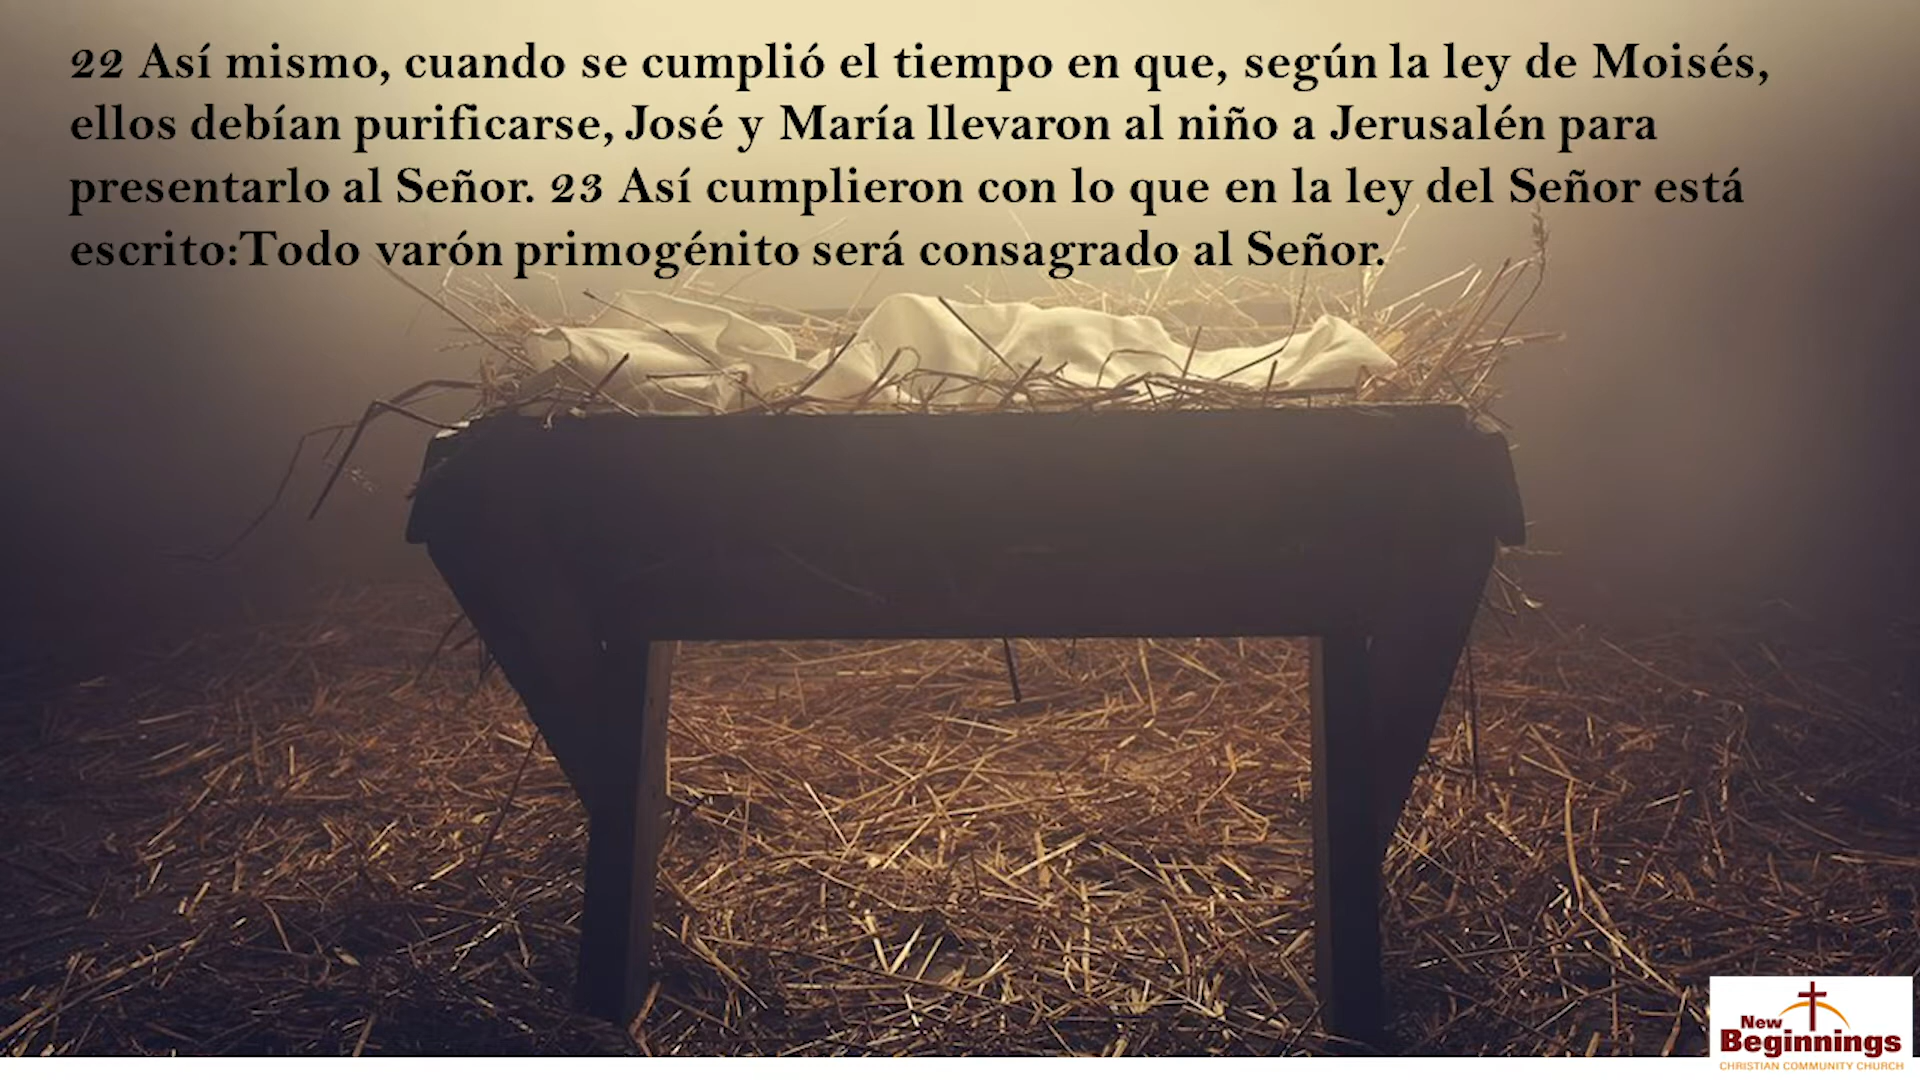 22 Así mismo, cuando se cumplió el tiempo en que, según la ley de Moisés,
ellos debían purificarse, José y María llevaron al niño a Jerusalén para
presentarlo al Señor. 23 Así cumplieron con lo que en la ley del Señor está
escrito:Todo varón primogénito será consagrado al Señor.
New
Beginnings
CHRISTIAN COMMUNITY CHURCH